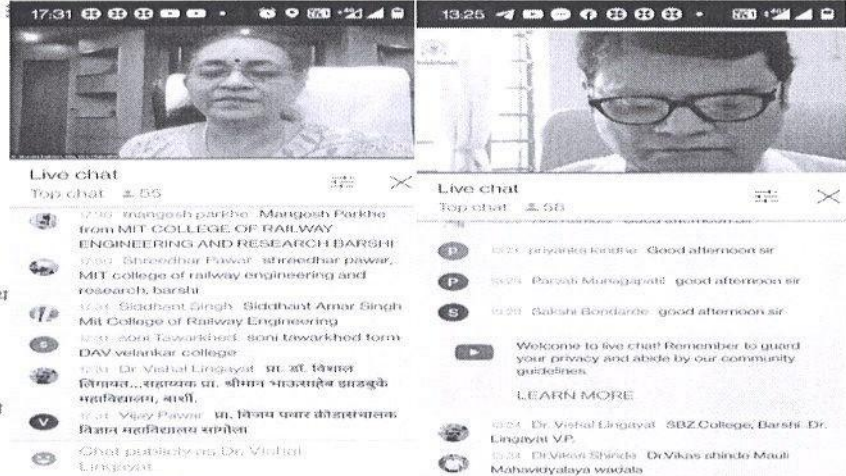 17:31
Live chat
Top chat 55
mangesh parkhe Mangesh Parkhe
from MIT COLLEGE OF RAILWAY
ENGINEERING AND RESEARCH BARSHI
Shreedhar Pawar shreedhar pawar,
MIT college of railway engineering and
research, barshi
Siddhant Singh Siddhant Amar Singh
Mit College of Railway Engineering
soni Tawarkhed soni tawarkhed form
DAV velankar college
Dr Vishal Lingayat प्रा. डॉ. विशाल
लिंगायत...सहाय्यक प्रा. श्रीमान भाऊसाहेब झाडबुके
महाविद्यालय, बार्शी.
V
Vijay Pawar प्रा. विजय पवार क्रीडासंचालक
विज्ञान महाविद्यालय सांगोला
Chat publicly as Dr. Vishal
Lingayat
13:25
Live chat
Top chat 58
Good afternoon sir
P
priyanka kindhe Good afternoon sir
P
Parvati Munagapati good afternoon sir
S
Sakshi Bondarde good afternoon sir
Welcome to live chat! Remember to guard
your privacy and abide by our community
guidelines.
LEARN MORE
Dr. Vishal Lingayat SBZ College, Barshi Dr.
Lingayat V.P.
Dr.Vikas Shinde Dr.Vikas shinde Mauli
Mahavidyalaya wadala